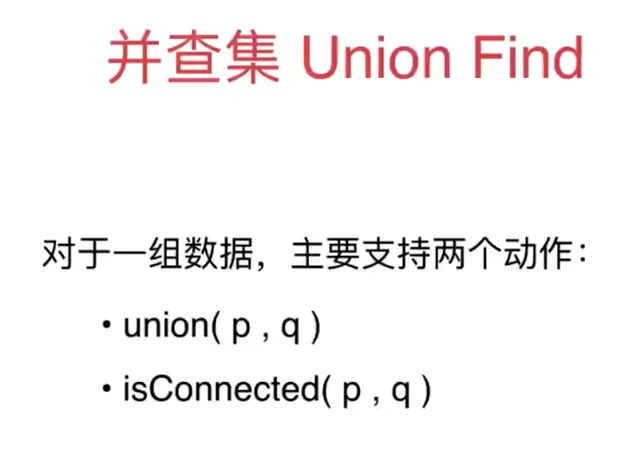 并查集 Union Find
对于一组数据，主要支持两个动作：
• union( p , q )
• isConnected( p , q )